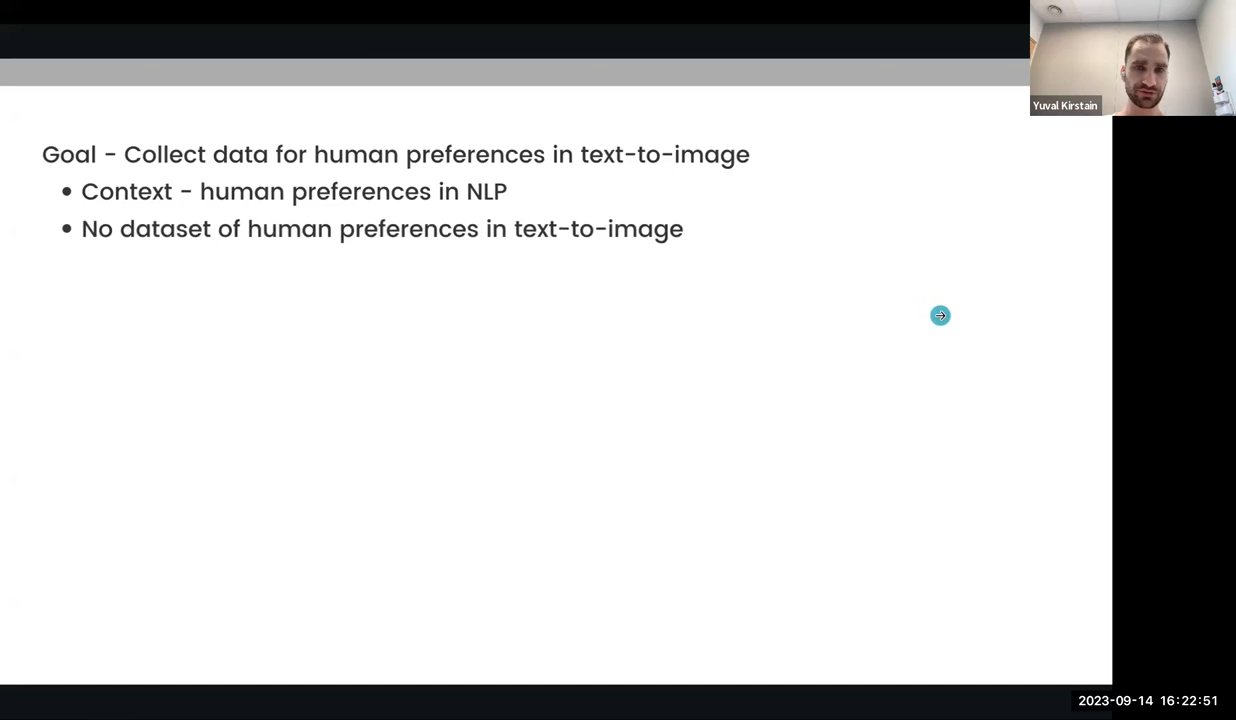 Yuval Kirstain
Goal - Collect data for human preferences in text-to-image
• Context - human preferences in NLP
• No dataset of human preferences in text-to-image
2023-09-14 16:22:51